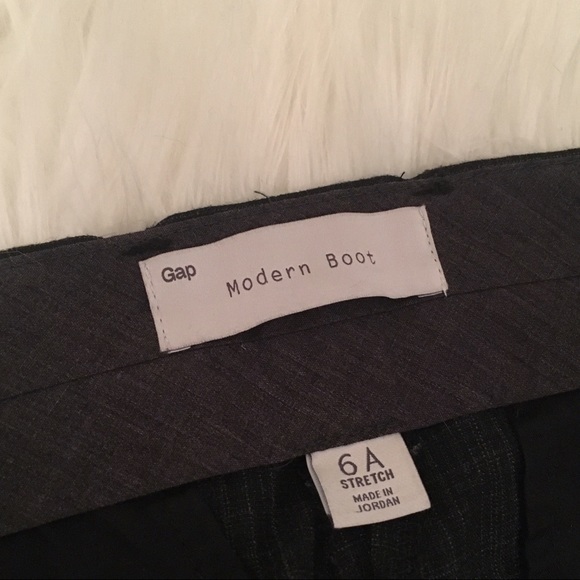 Gap
Modern Boot
6A
STRETCH
MADE IN
JORDAN